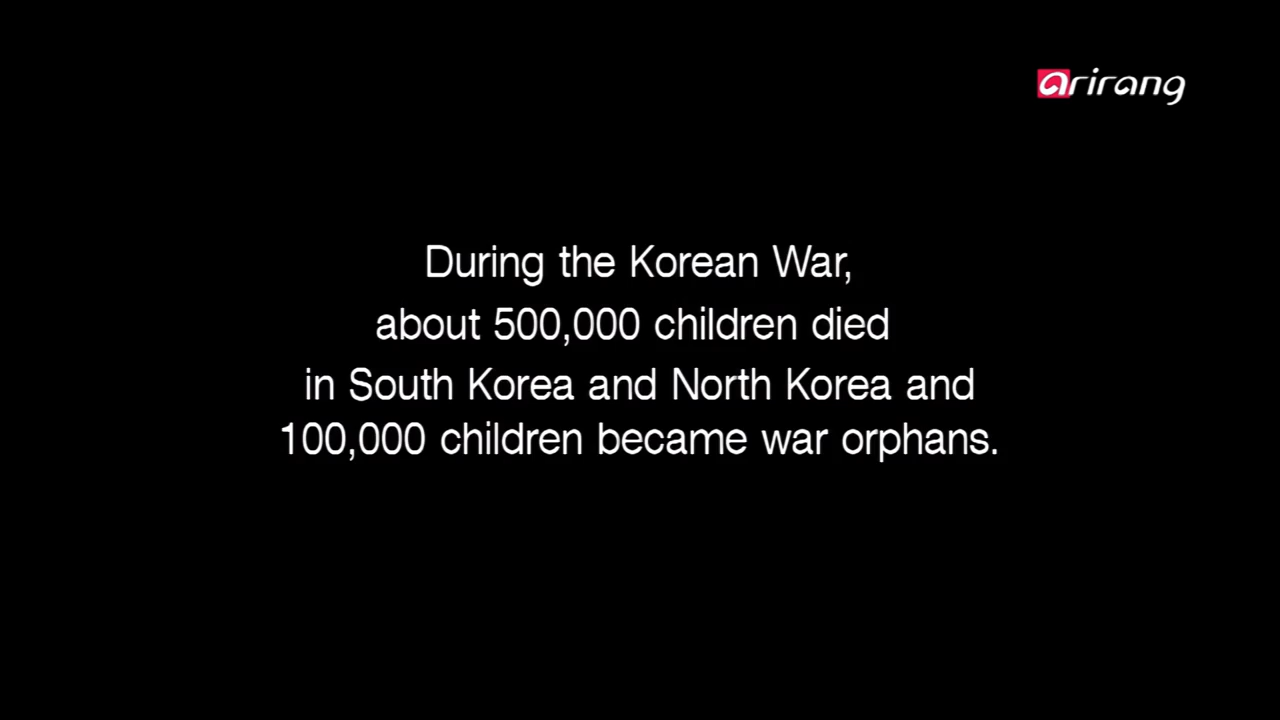 arirang
During the Korean War,
about 500,000 children died
in South Korea and North Korea and
100,000 children became war orphans.